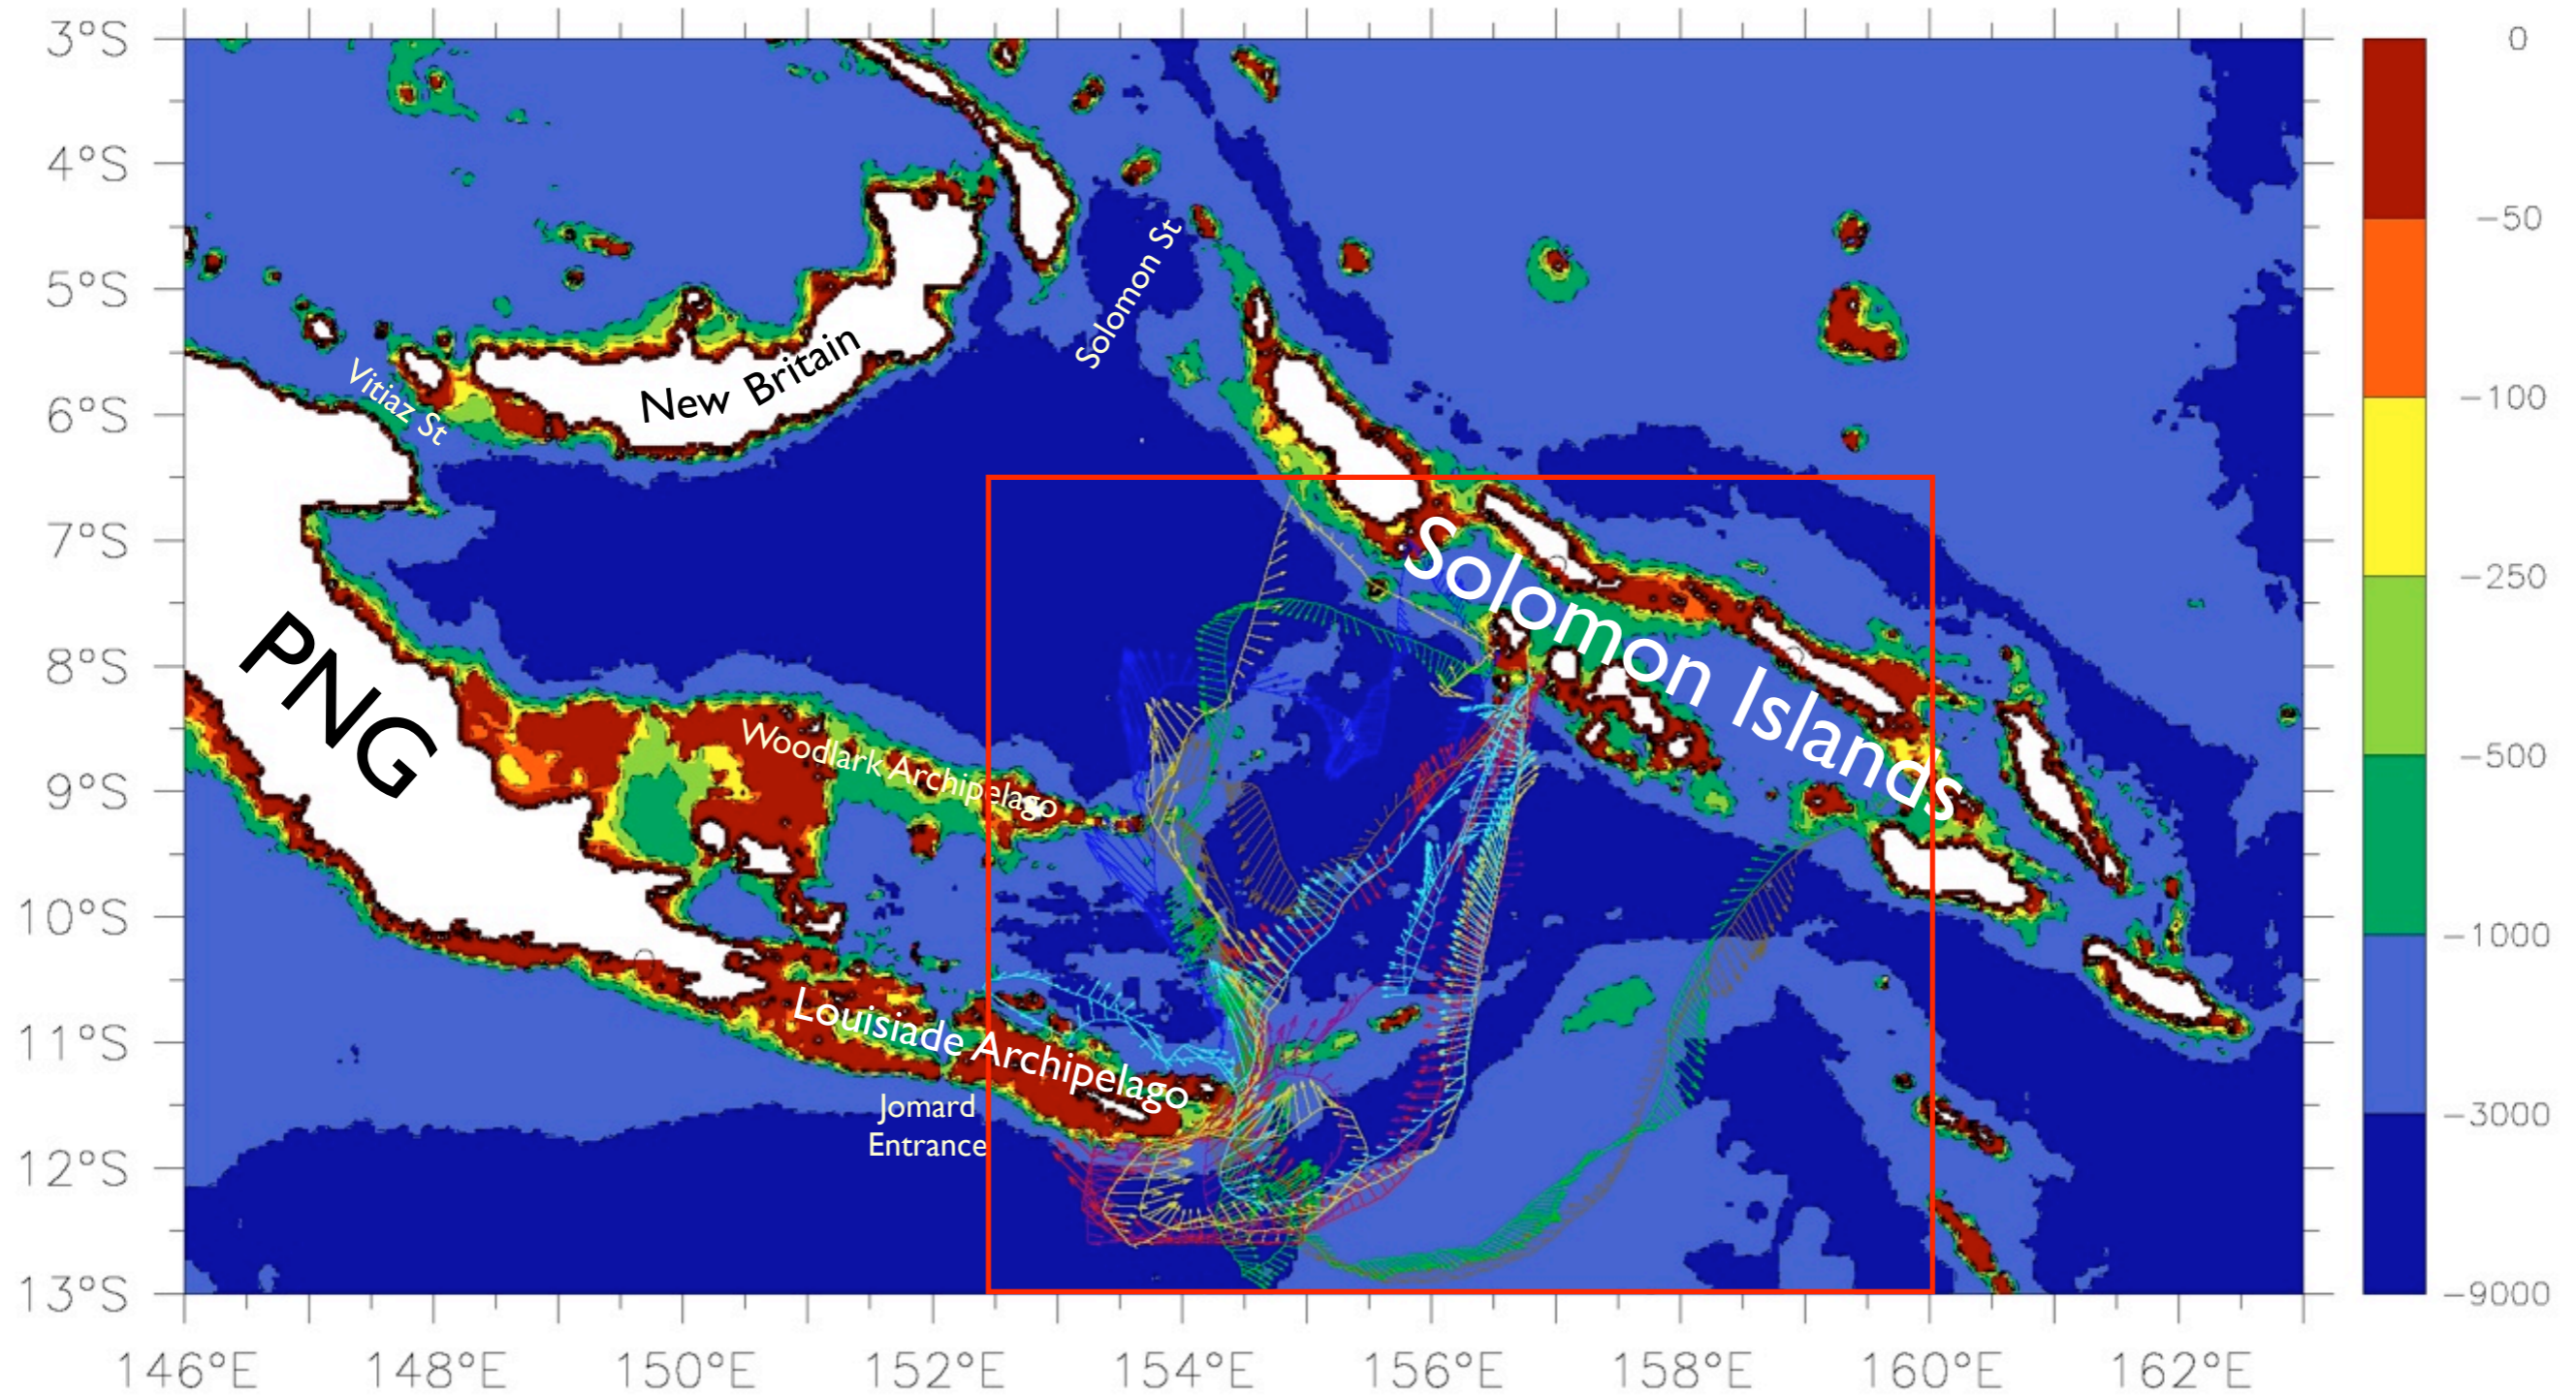 3°S
4°S
5°S
6°S
7°S
8°S
9°S
10°S
11°S
12°S
13°S
146°E 148°E 150°E 152°E 154°E 156°E 158°E 160°E 162°E
0
−50
−100
−250
−500
−1000
−3000
−9000
Solomon St
Vitiaz St
New Britain
PNG
Solomon Islands
Woodlark Archipelago
Louisiade Archipelago
Jomard
Entrance